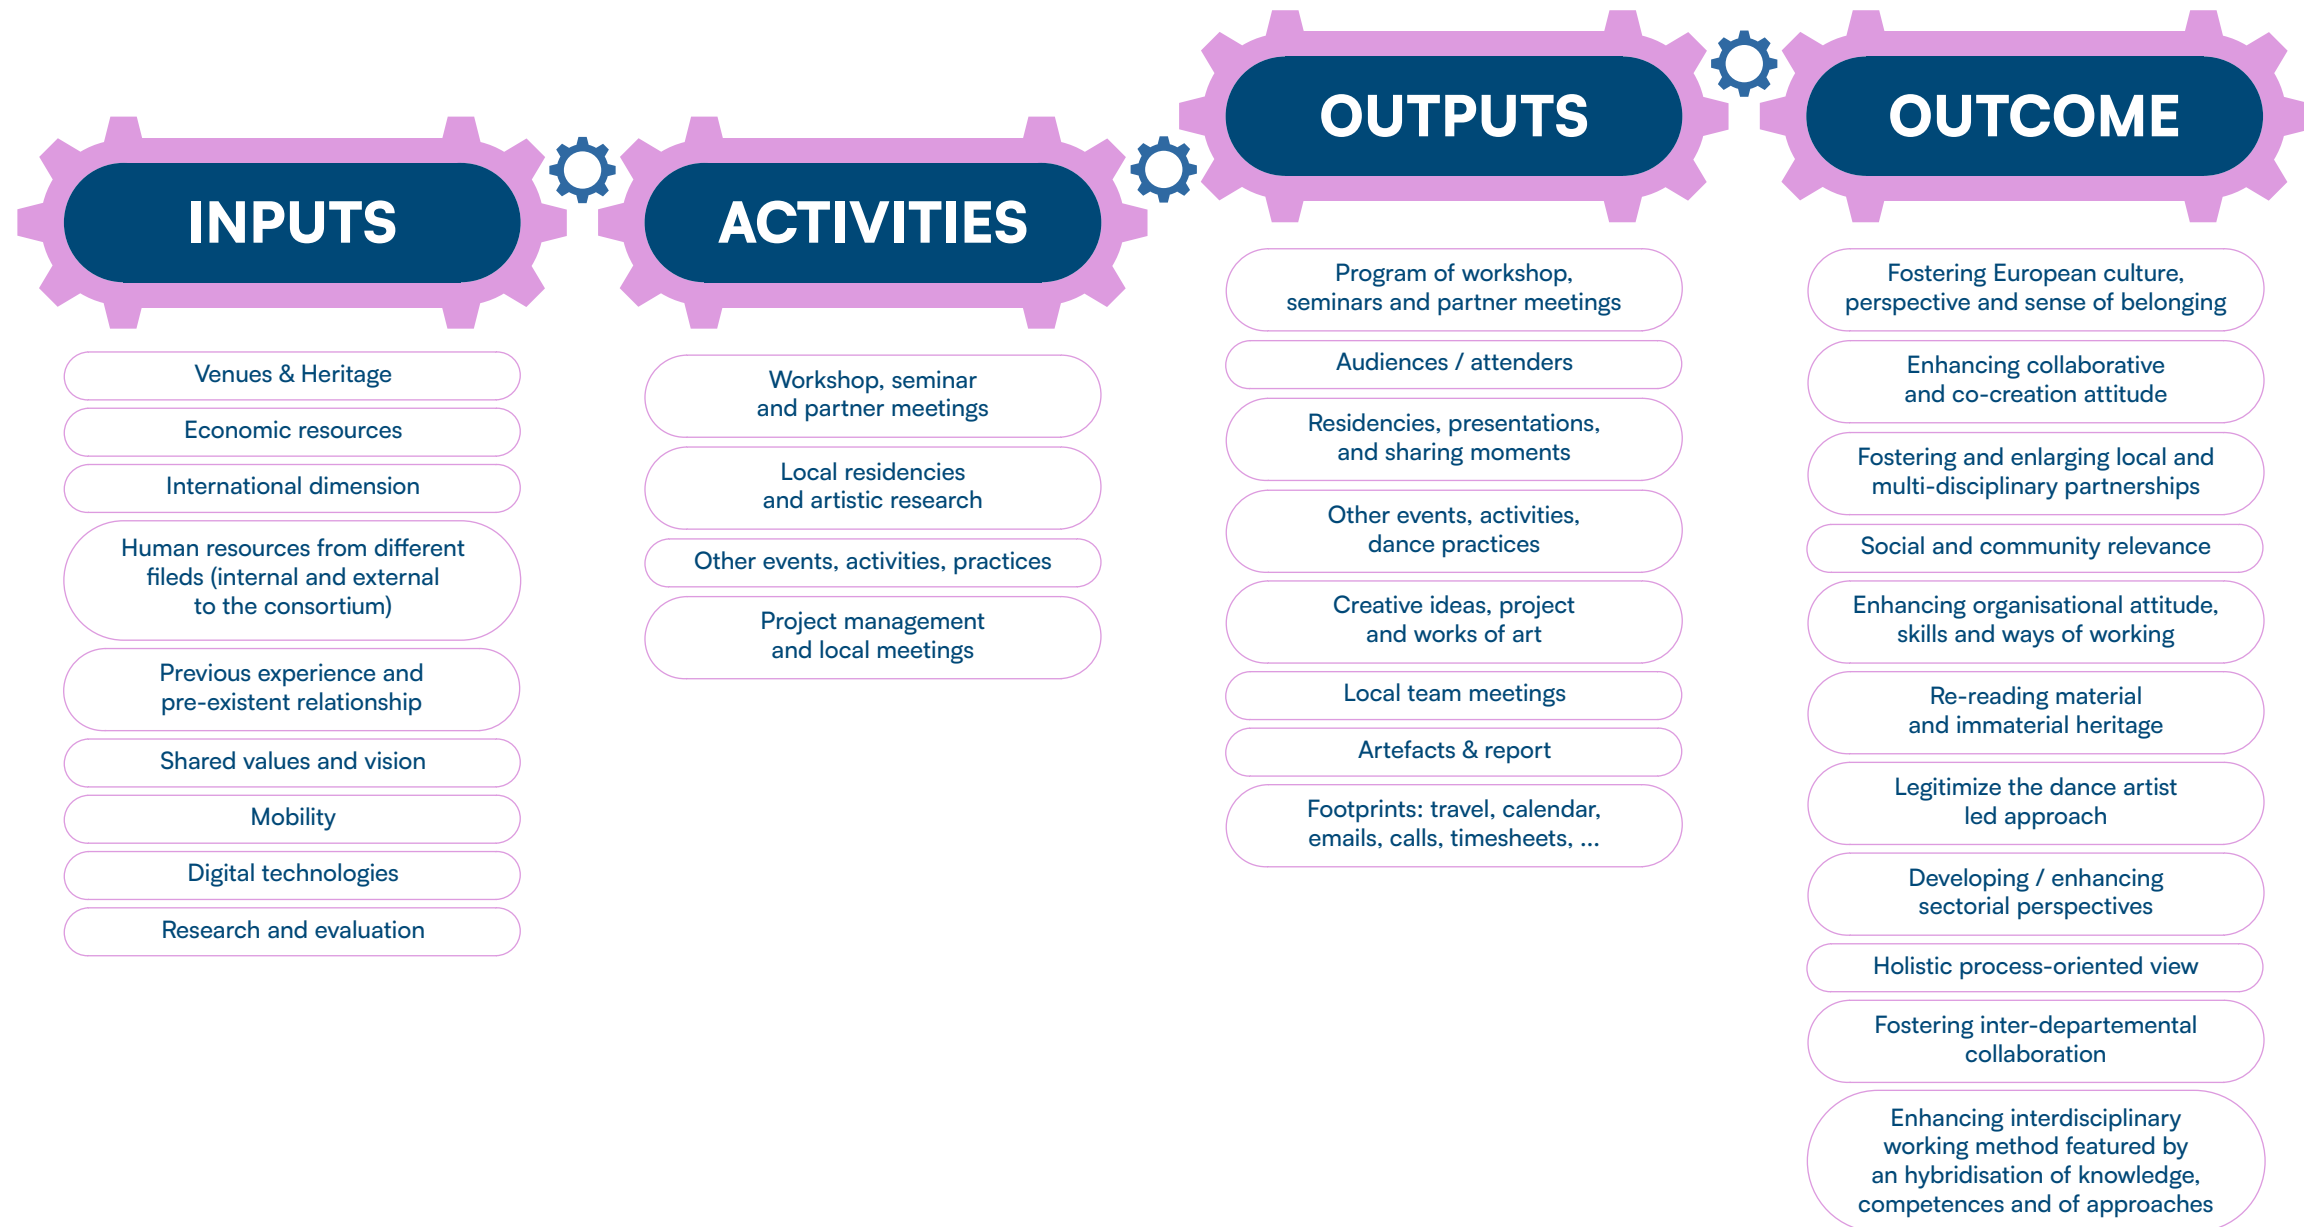 INPUTS
Venues & Heritage
Economic resources
International dimension
Human resources from different
fileds (internal and external
to the consortium)
Previous experience and
pre-existent relationship
Shared values and vision
Mobility
Digital technologies
Research and evaluation
ACTIVITIES
Workshop, seminar
and partner meetings
Local residencies
and artistic research
Other events, activities, practices
Project management
and local meetings
OUTPUTS
Program of workshop,
seminars and partner meetings
Audiences / attenders
Residencies, presentations,
and sharing moments
Other events, activities,
dance practices
Creative ideas, project
and works of art
Local team meetings
Artefacts & report
Footprints: travel, calendar,
emails, calls, timesheets, ...
OUTCOME
Fostering European culture,
perspective and sense of belonging
Enhancing collaborative
and co-creation attitude
Fostering and enlarging local and
multi-disciplinary partnerships
Social and community relevance
Enhancing organisational attitude,
skills and ways of working
Re-reading material
and immaterial heritage
Legitimize the dance artist
led approach
Developing / enhancing
sectorial perspectives
Holistic process-oriented view
Fostering inter-departemental
collaboration
Enhancing interdisciplinary
working method featured by
an hybridisation of knowledge,
competences and of approaches